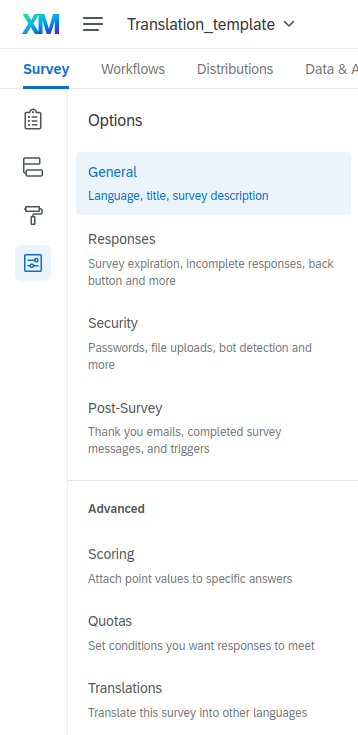 XM
Translation_template
Survey Workflows Distributions Data & A
Options
General
Language, title, survey description
Responses
Survey expiration, incomplete responses, back
button and more
Security
Passwords, file uploads, bot detection and
more
Post-Survey
Thank you emails, completed survey
messages, and triggers
Advanced
Scoring
Attach point values to specific answers
Quotas
Set conditions you want responses to meet
Translations
Translate this survey into other languages